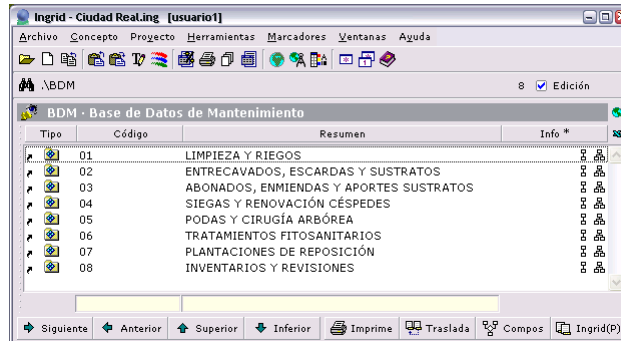 Ingrid - Ciudad Real.ing [usuario1]
Archivo Concepto Proyecto Herramientas Marcadores Ventanas Ayuda
.\BDM 8 Edición
BDM · Base de Datos de Mantenimiento
Tipo Código Resumen Info *
01 LIMPIEZA Y RIEGOS
02 ENTRECAVADOS, ESCARDAS Y SUSTRATOS
03 ABONADOS, ENMIENDAS Y APORTES SUSTRATOS
04 SIEGAS Y RENOVACIÓN CÉSPEDES
05 PODAS Y CIRUGÍA ARBÓREA
06 TRATAMIENTOS FITOSANITARIOS
07 PLANTACIONES DE REPOSICIÓN
08 INVENTARIOS Y REVISIONES
Siguiente Anterior Superior Inferior Imprime Traslada Compos Ingrid(P)